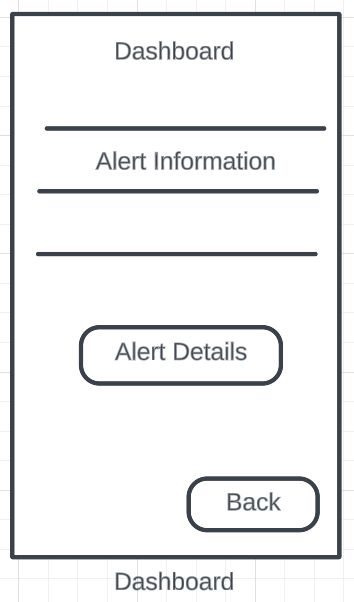 Dashboard
Alert Information
Alert Details
Back
Dashboard